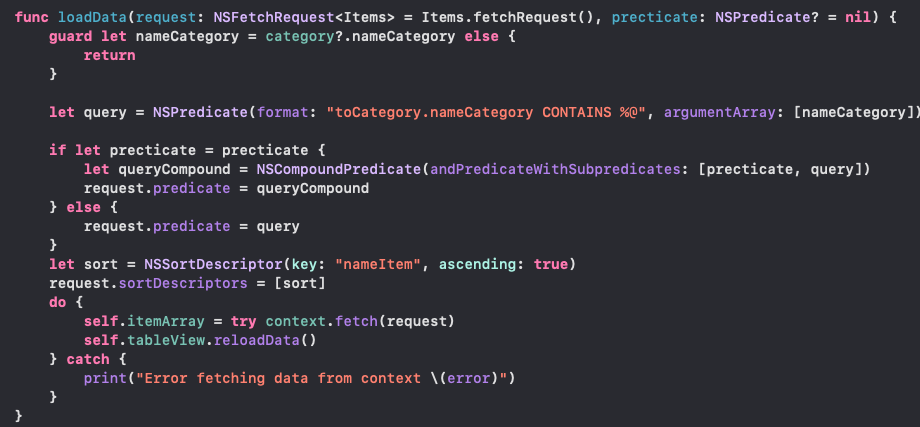 func loadData(request: NSFetchRequest<Items> = Items.fetchRequest(), precticate: NSPredicate? = nil) {
    guard let nameCategory = category?.nameCategory else {
        return
    }

    let query = NSPredicate(format: "toCategory.nameCategory CONTAINS %@", argumentArray: [nameCategory])

    if let precticate = precticate {
        let queryCompound = NSCompoundPredicate(andPredicateWithSubpredicates: [precticate, query])
        request.predicate = queryCompound
    } else {
        request.predicate = query
    }
    let sort = NSSortDescriptor(key: "nameItem", ascending: true)
    request.sortDescriptors = [sort]
    do {
        self.itemArray = try context.fetch(request)
        self.tableView.reloadData()
    } catch {
        print("Error fetching data from context \(error)")
    }
}